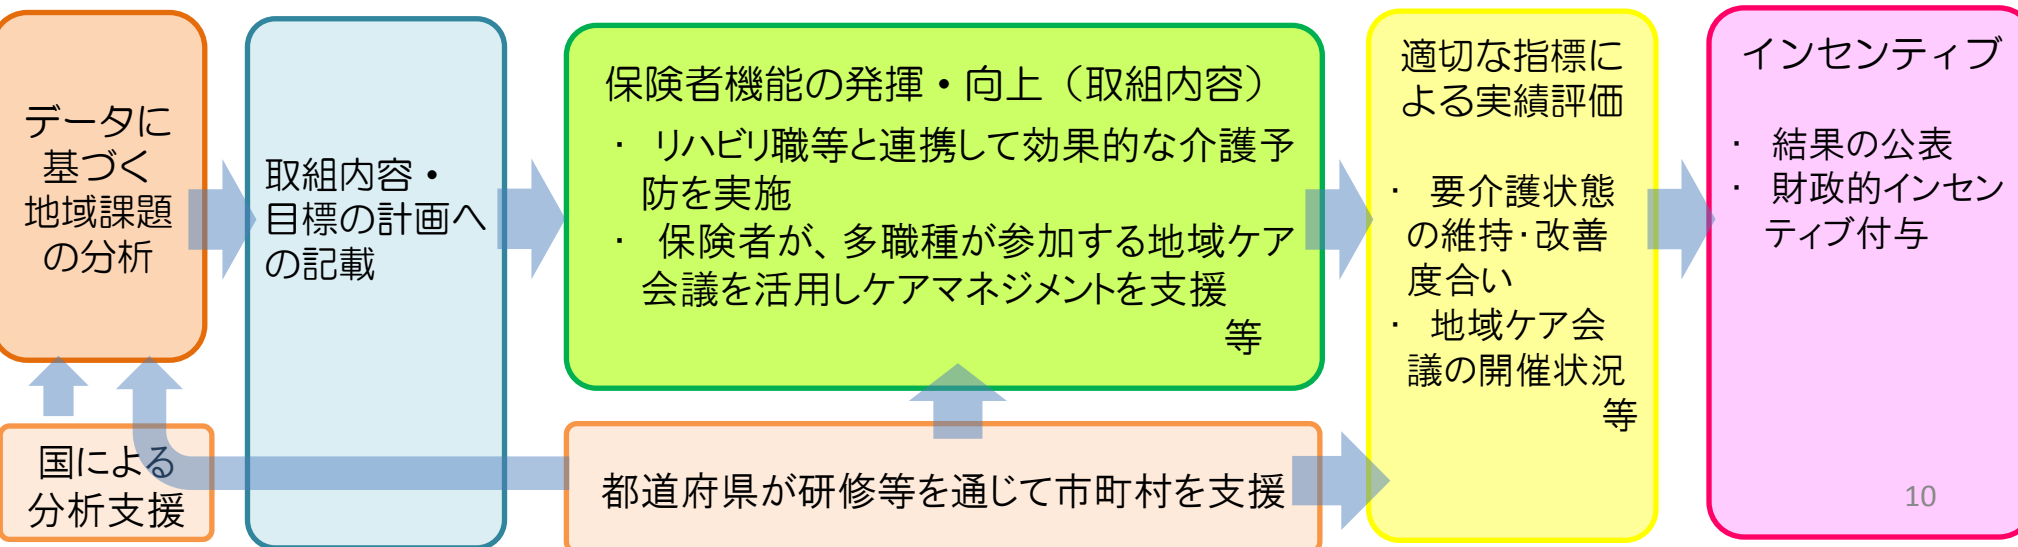 データに
基づく
地域課題
の分析
国による
分析支援
取組内容・
目標の計画へ
の記載
保険者機能の発揮・向上（取組内容）
・ リハビリ職等と連携して効果的な介護予
防を実施
・ 保険者が、多職種が参加する地域ケア
会議を活用しケアマネジメントを支援
等
都道府県が研修等を通じて市町村を支援
適切な指標に
よる実績評価
・ 要介護状態
の維持・改善
度合い
・ 地域ケア会
議の開催状況
等
インセンティブ
・ 結果の公表
・ 財政的インセン
ティブ付与
10